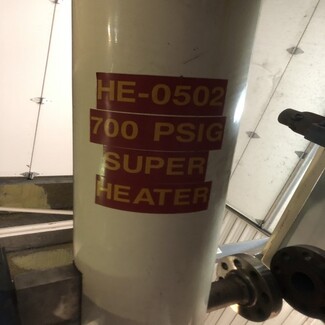 HE-0502
700 PSIG
SUPER
HEATER